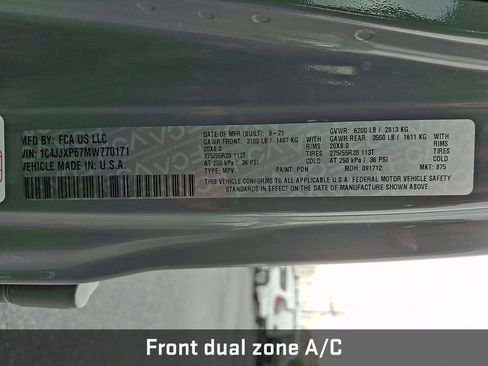 MFD BY: FCA US LLC
VIN: 1C4JJXP67MW770171
VEHICLE MADE IN: U.S.A.
DATE OF MFR (BUILT): 9-21
GAWR FRONT: 3100 LB / 1407 KG WITH
20X8.0 RIMS
275/55R20 113T TIRES
AT 250 kPa / 36 PSI
TYPE: MPV PAINT: PDN
GVWR: 6200 LB / 2813 KG
GAWR REAR: 3550 LB / 1611 KG WITH
20X8.0 RIMS
275/55R20 113T TIRES
AT 250 kPa / 36 PSI
MDH: 091712 MKT: 875
THIS VEHICLE CONFORMS TO ALL APPLICABLE U.S.A. FEDERAL MOTOR VEHICLE SAFETY
STANDARDS IN EFFECT ON THE DATE OF MANUFACTURE SHOWN ABOVE.
Front dual zone A/C